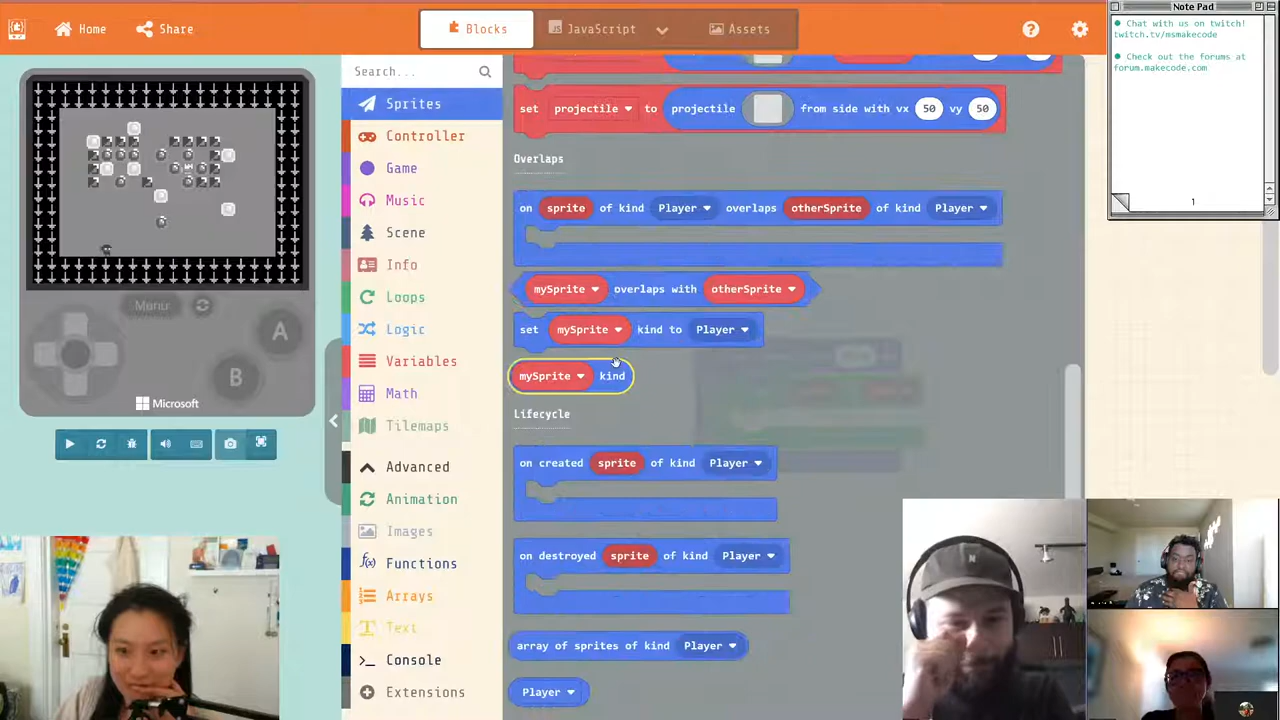 Home
Share
Blocks
JavaScript
Assets
Note Pad
Chat with us on twitch!
twitch.tv/msmakecode
Check out the forums at
forum.makecode.com
1
Search...
Sprites
Controller
Game
Music
Scene
Info
Loops
Logic
Variables
Math
Tilemaps
Advanced
Animation
Images
Functions
Arrays
Text
Console
Extensions
set projectile to projectile from side with vx 50 vy 50
Overlaps
on sprite of kind Player overlaps otherSprite of kind Player
mySprite overlaps with otherSprite
set mySprite kind to Player
mySprite kind
Lifecycle
on created sprite of kind Player
on destroyed sprite of kind Player
array of sprites of kind Player
Player
Menu
A
B
Microsoft
N